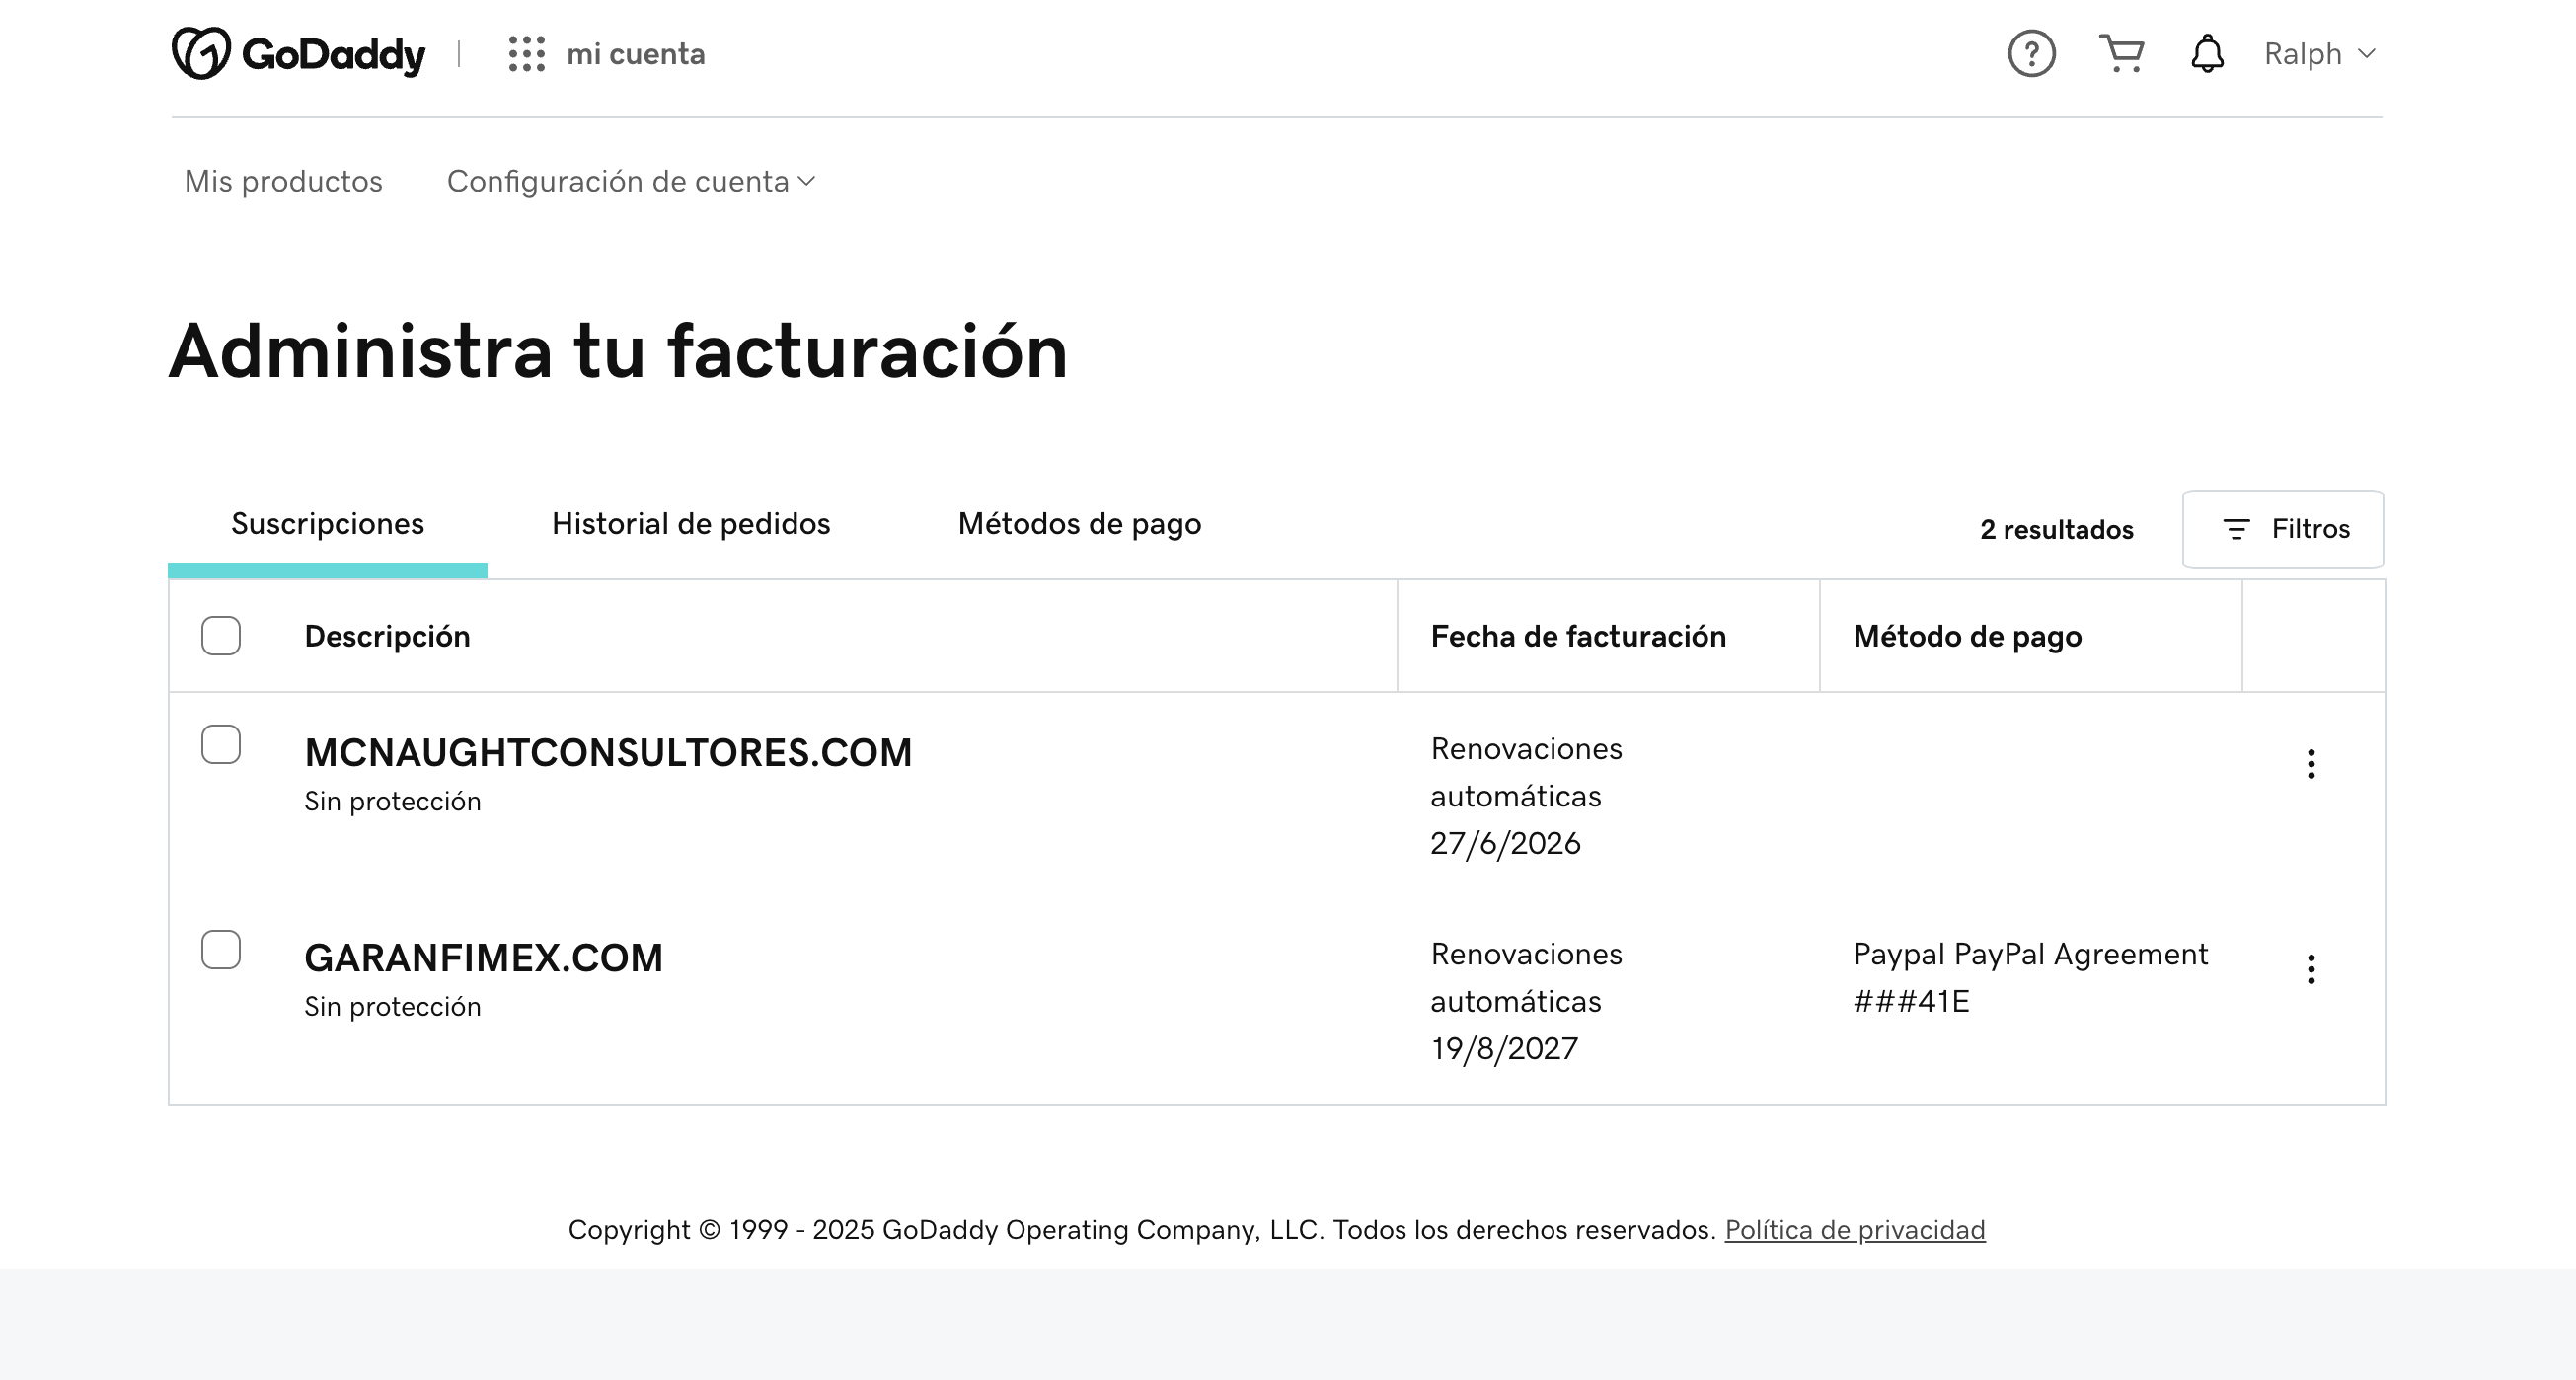 GoDaddy mi cuenta Ralph
Mis productos Configuración de cuenta
Administra tu facturación
Suscripciones Historial de pedidos Métodos de pago 2 resultados Filtros
Descripción Fecha de facturación Método de pago
MCNAUGHTCONSULTORES.COM
Sin protección
Renovaciones
automáticas
27/6/2026
GARANFIMEX.COM
Sin protección
Renovaciones
automáticas
19/8/2027
Paypal PayPal Agreement
###41E
Copyright © 1999 - 2025 GoDaddy Operating Company, LLC. Todos los derechos reservados. Política de privacidad